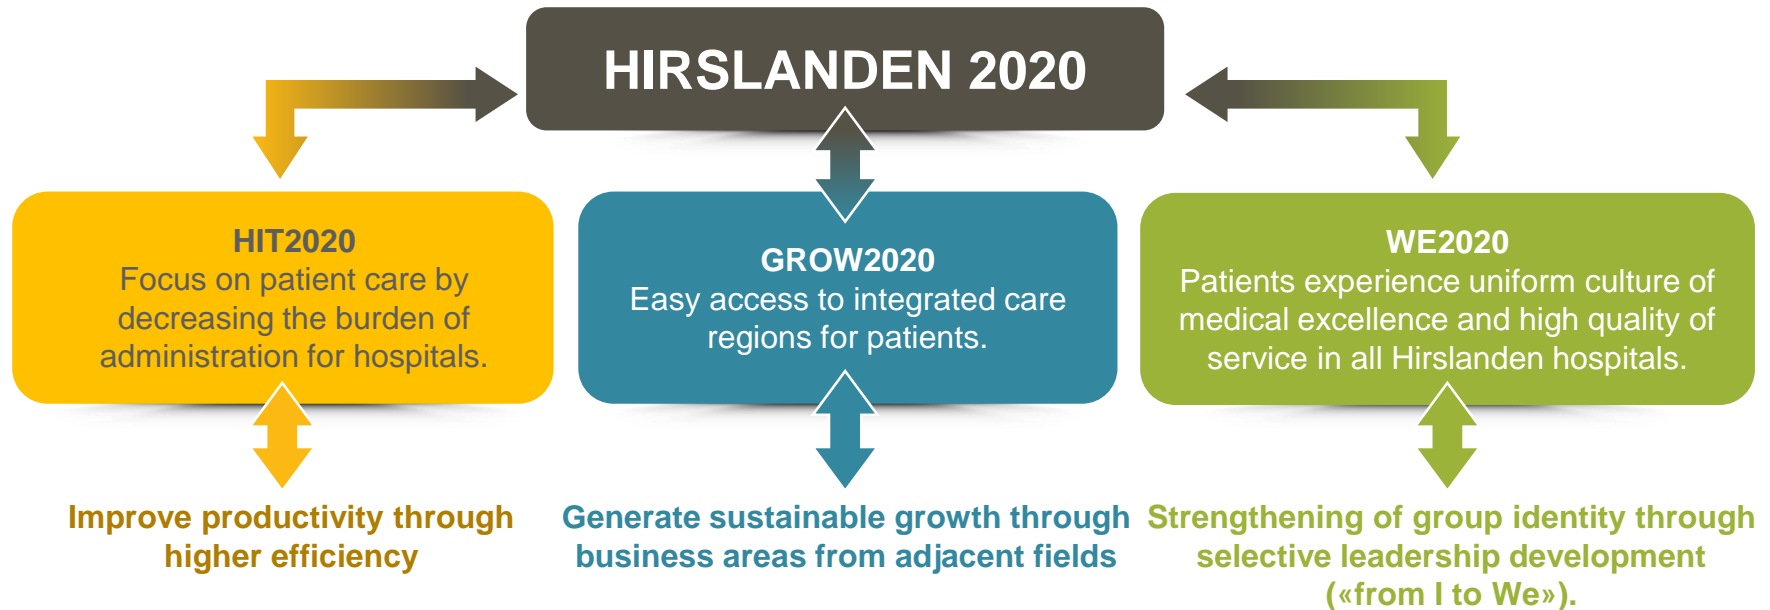 HIRSLANDEN 2020
HIT2020
Focus on patient care by
decreasing the burden of
administration for hospitals.
GROW2020
Easy access to integrated care
regions for patients.
WE2020
Patients experience uniform culture of
medical excellence and high quality of
service in all Hirslanden hospitals.
Improve productivity through
higher efficiency
Generate sustainable growth through
business areas from adjacent fields
Strengthening of group identity through
selective leadership development
(«from I to We»).